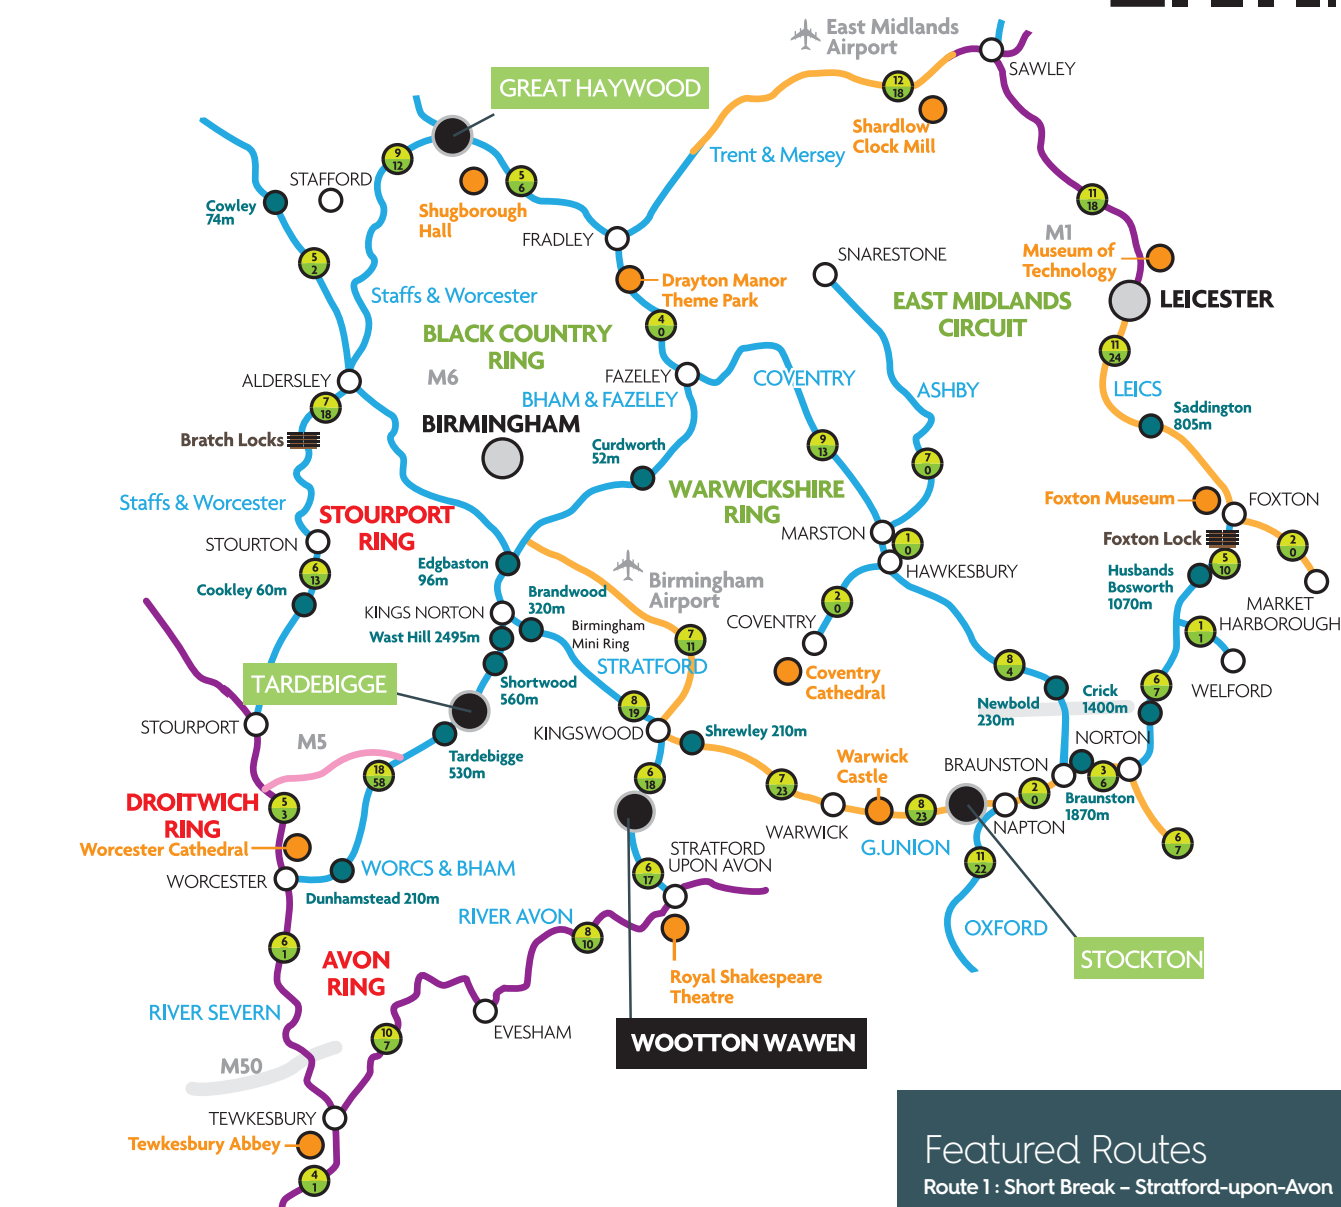 East Midlands
Airport
SAWLEY
GREAT HAYWOOD
12
18
Shardlow
Clock Mill
Trent & Mersey
9
12
STAFFORD
5
6
Cowley
74m
Shugborough
Hall
11
18
FRADLEY
M1
Museum of
Technology
SNARESTONE
5
2
Drayton Manor
Theme Park
Staffs & Worcester
EAST MIDLANDS
CIRCUIT
LEICESTER
BLACK COUNTRY
RING
4
0
11
24
ALDERSLEY
M6
FAZELEY
COVENTRY
ASHBY
LEICS
BHAM & FAZELEY
7
18
BIRMINGHAM
Saddington
805m
Bratch Locks
Curdworth
52m
9
13
7
0
Staffs & Worcester
WARWICKSHIRE
RING
Foxton Museum
FOXTON
STOURPORT
RING
STOURTON
MARSTON
1
0
Foxton Lock
2
0
Edgbaston
96m
HAWKESBURY
5
10
6
13
Birmingham
Airport
Husbands
Bosworth
1070m
Cookley 60m
Brandwood
320m
2
0
MARKET
HARBOROUGH
KINGS NORTON
Birmingham
Mini Ring
COVENTRY
1
1
Wast Hill 2495m
7
11
STRATFORD
8
4
Coventry
Cathedral
TARDEBIGGE
Shortwood
560m
6
7
WELFORD
Newbold
230m
Crick
1400m
8
19
STOURPORT
KINGSWOOD
Shrewley 210m
M5
NORTON
Tardebigge
530m
Warwick
Castle
BRAUNSTON
18
58
6
18
7
23
3
6
2
0
Braunston
1870m
DROITWICH
RING
5
3
8
23
WARWICK
NAPTON
Worcester Cathedral
STRATFORD
UPON AVON
G.UNION
6
7
WORCESTER
WORCS & BHAM
6
17
11
22
Dunhamstead 210m
RIVER AVON
OXFORD
8
10
6
1
AVON
RING
STOCKTON
Royal Shakespeare
Theatre
RIVER SEVERN
EVESHAM
10
7
WOOTTON WAWEN
M50
TEWKESBURY
Tewkesbury Abbey
4
1
Featured Routes
Route 1 : Short Break – Stratford-upon-Avon